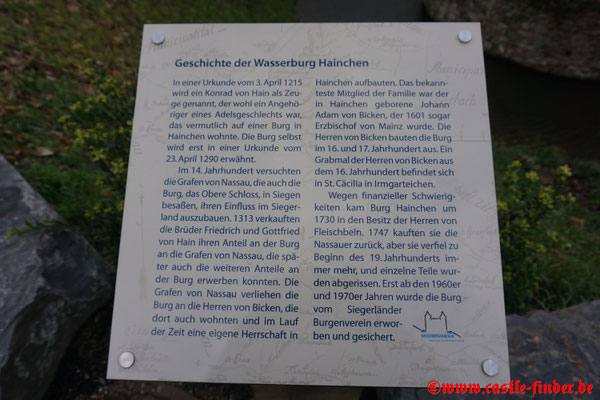 Geschichte der Wasserburg Hainchen
In einer Urkunde vom 3. April 1215
wird ein Konrad von Hain als Zeu-
ge genannt, der wohl ein Angehö-
riger eines Adelsgeschlechts war,
das vermutlich auf einer Burg in
Hainchen wohnte. Die Burg selbst
wird erst in einer Urkunde vom
23. April 1290 erwähnt.
Im 14. Jahrhundert versuchten
die Grafen von Nassau, die auch die
Burg, das Obere Schloss, in Siegen
besaßen, ihren Einfluss im Sieger-
land auszubauen. 1313 verkauften
die Brüder Friedrich und Gottfried
von Hain ihren Anteil an der Burg
an die Grafen von Nassau, die spä-
ter auch die weiteren Anteile an
der Burg erwerben konnten. Die
Grafen von Nassau verliehen die
Burg an die Herren von Bicken, die
dort auch wohnten und im Lauf
der Zeit eine eigene Herrschaft in
Hainchen aufbauten. Das bekann-
teste Mitglied der Familie war der
in Hainchen geborene Johann
Adam von Bicken, der 1601 sogar
Erzbischof von Mainz wurde. Die
Herren von Bicken bauten die Burg
im 16. und 17. Jahrhundert aus. Ein
Grabmal der Herren von Bicken aus
dem 16. Jahrhundert befindet sich
in St. Cäcilia in Irmgarteichen.
Wegen finanzieller Schwierig-
keiten kam Burg Hainchen um
1730 in den Besitz der Herren von
Fleischbeln. 1747 kauften sie die
Nassauer zurück, aber sie verfiel zu
Beginn des 19. Jahrhunderts im-
mer mehr, und einzelne Teile wur-
den abgerissen. Erst ab den 1960er
und 1970er Jahren wurde die Burg
vom Siegerländer
Burgenverein erwor-
ben und gesichert.
©www.castle-finder.de